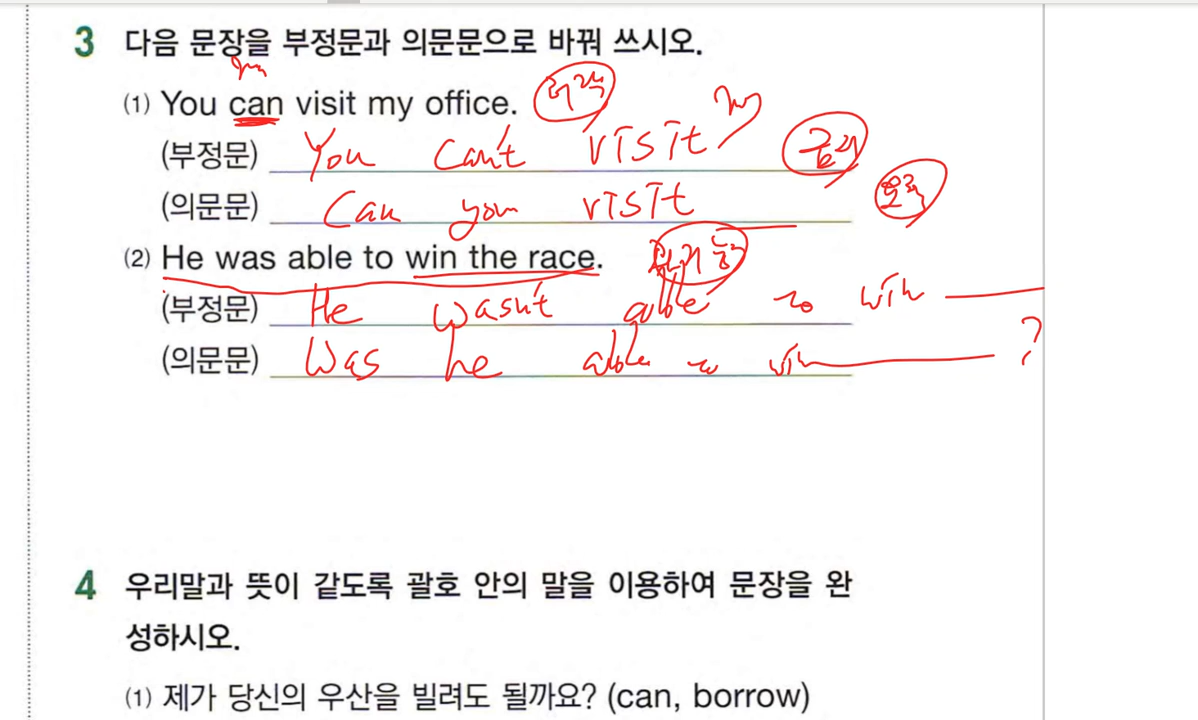 3 다음 문장을 부정문과 의문문으로 바꿔 쓰시오.
(1) You can visit my office. 허락
(부정문) You can't visit my 금지
(의문문) Can you visit
(2) He was able to win the race.
(부정문) He wasn't able to win
(의문문) Was he able to win ?
4 우리말과 뜻이 같도록 괄호 안의 말을 이용하여 문장을 완
성하시오.
(1) 제가 당신의 우산을 빌려도 될까요? (can, borrow)